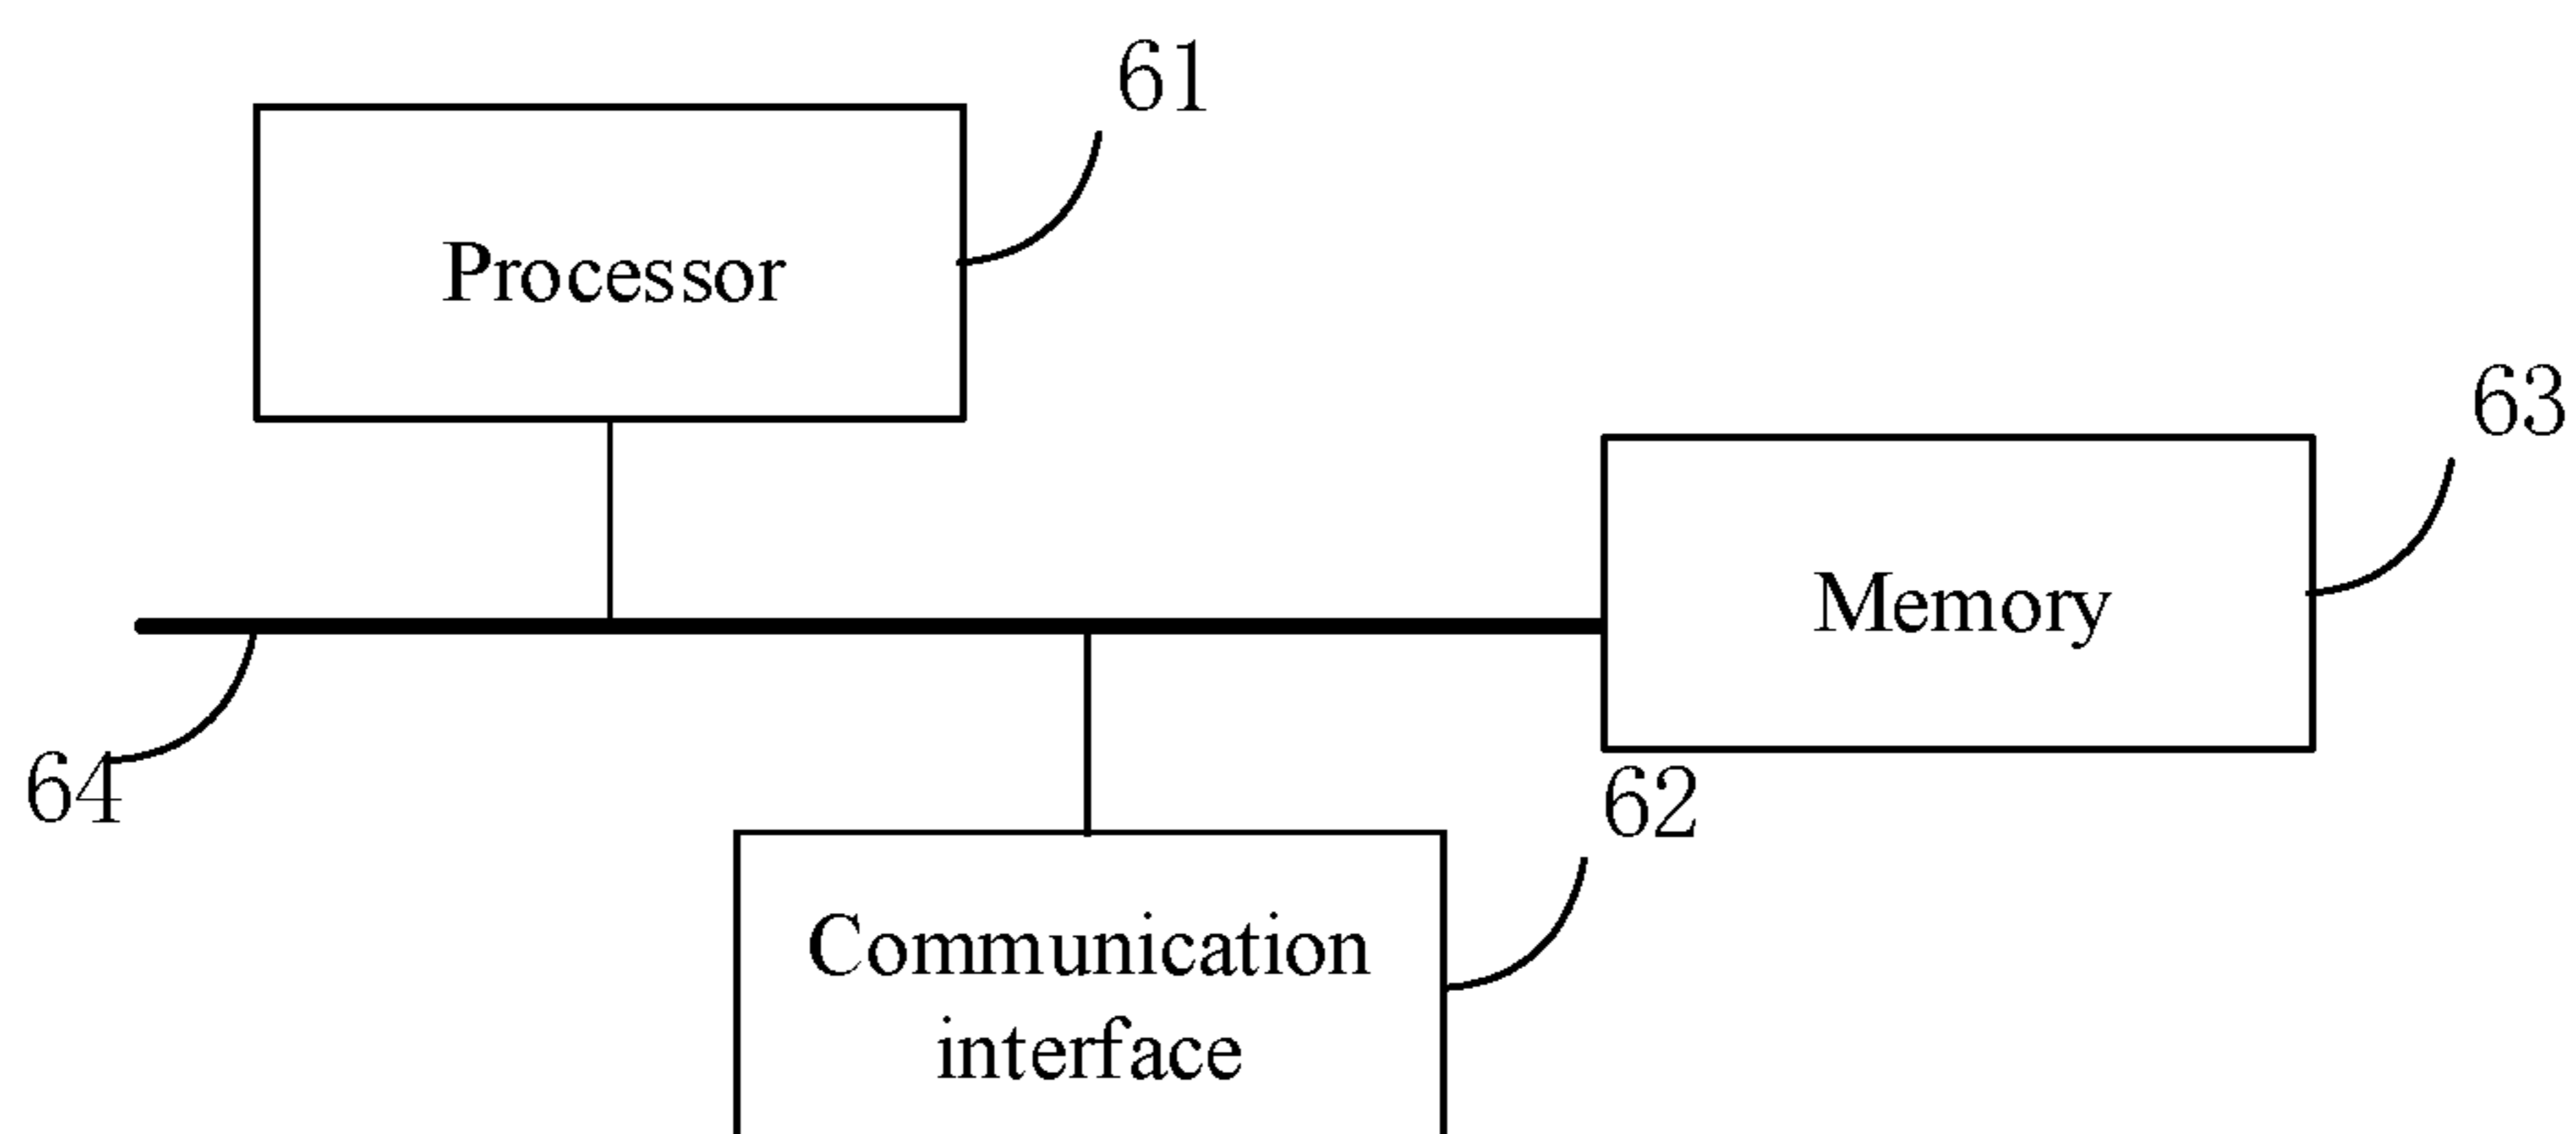 61
Processor
63
Memory
64
62
Communication
interface